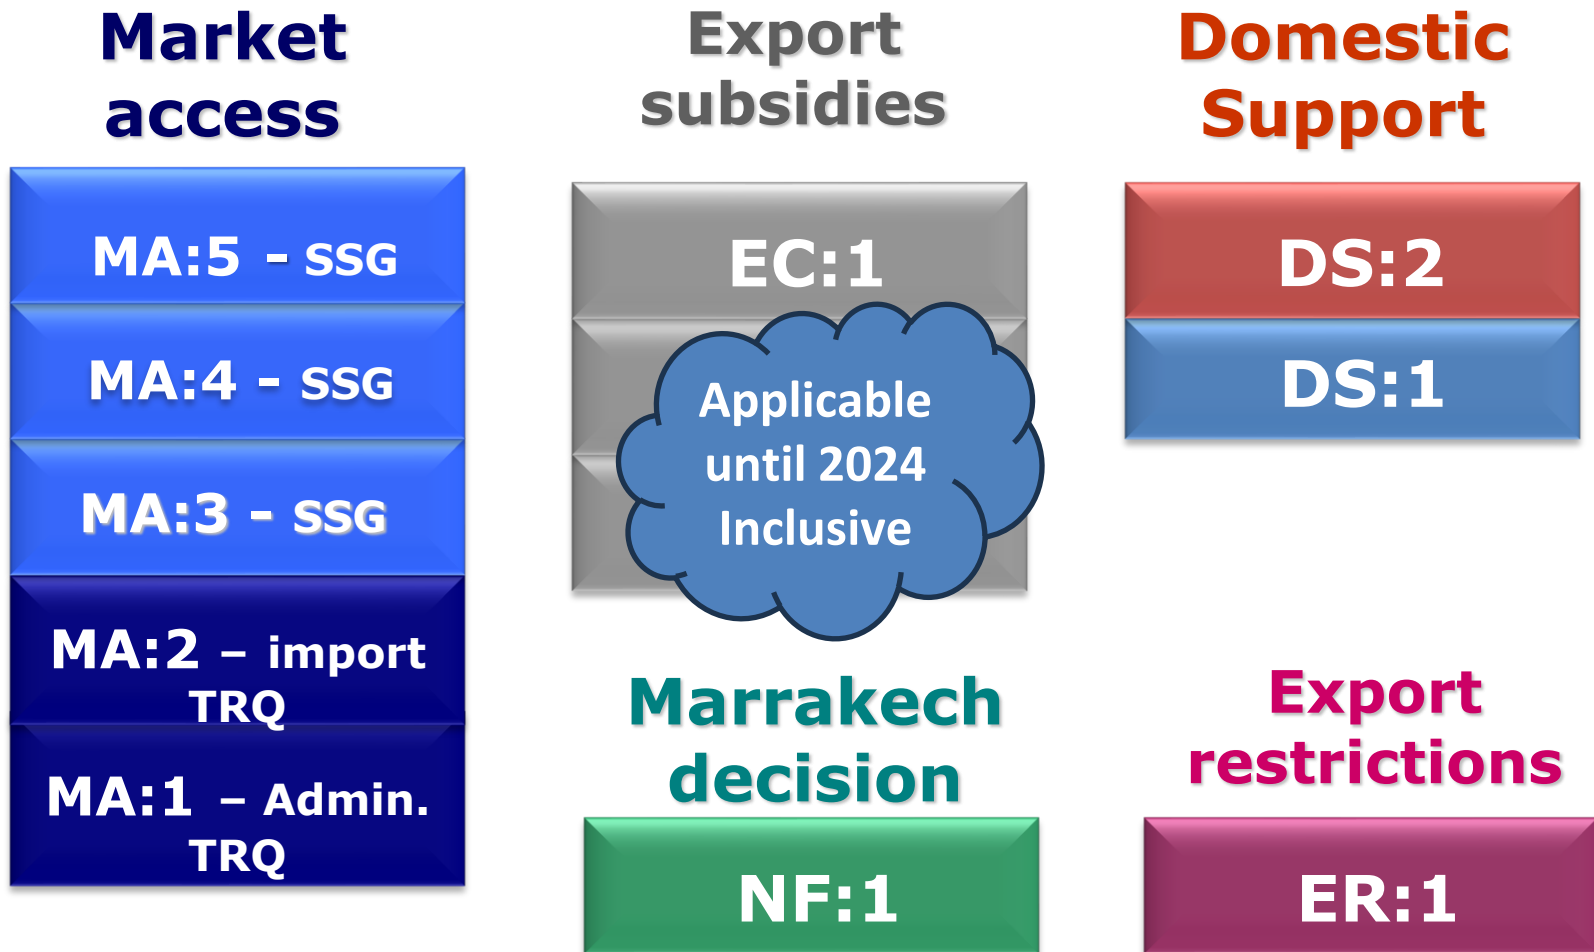 Market
access
MA:5 - SSG
MA:4 - SSG
MA:3 - SSG
MA:2 – import
TRQ
MA:1 – Admin.
TRQ
Export
subsidies
EC:1
Applicable
until 2024
Inclusive
Domestic
Support
DS:2
DS:1
Marrakech
decision
NF:1
Export
restrictions
ER:1